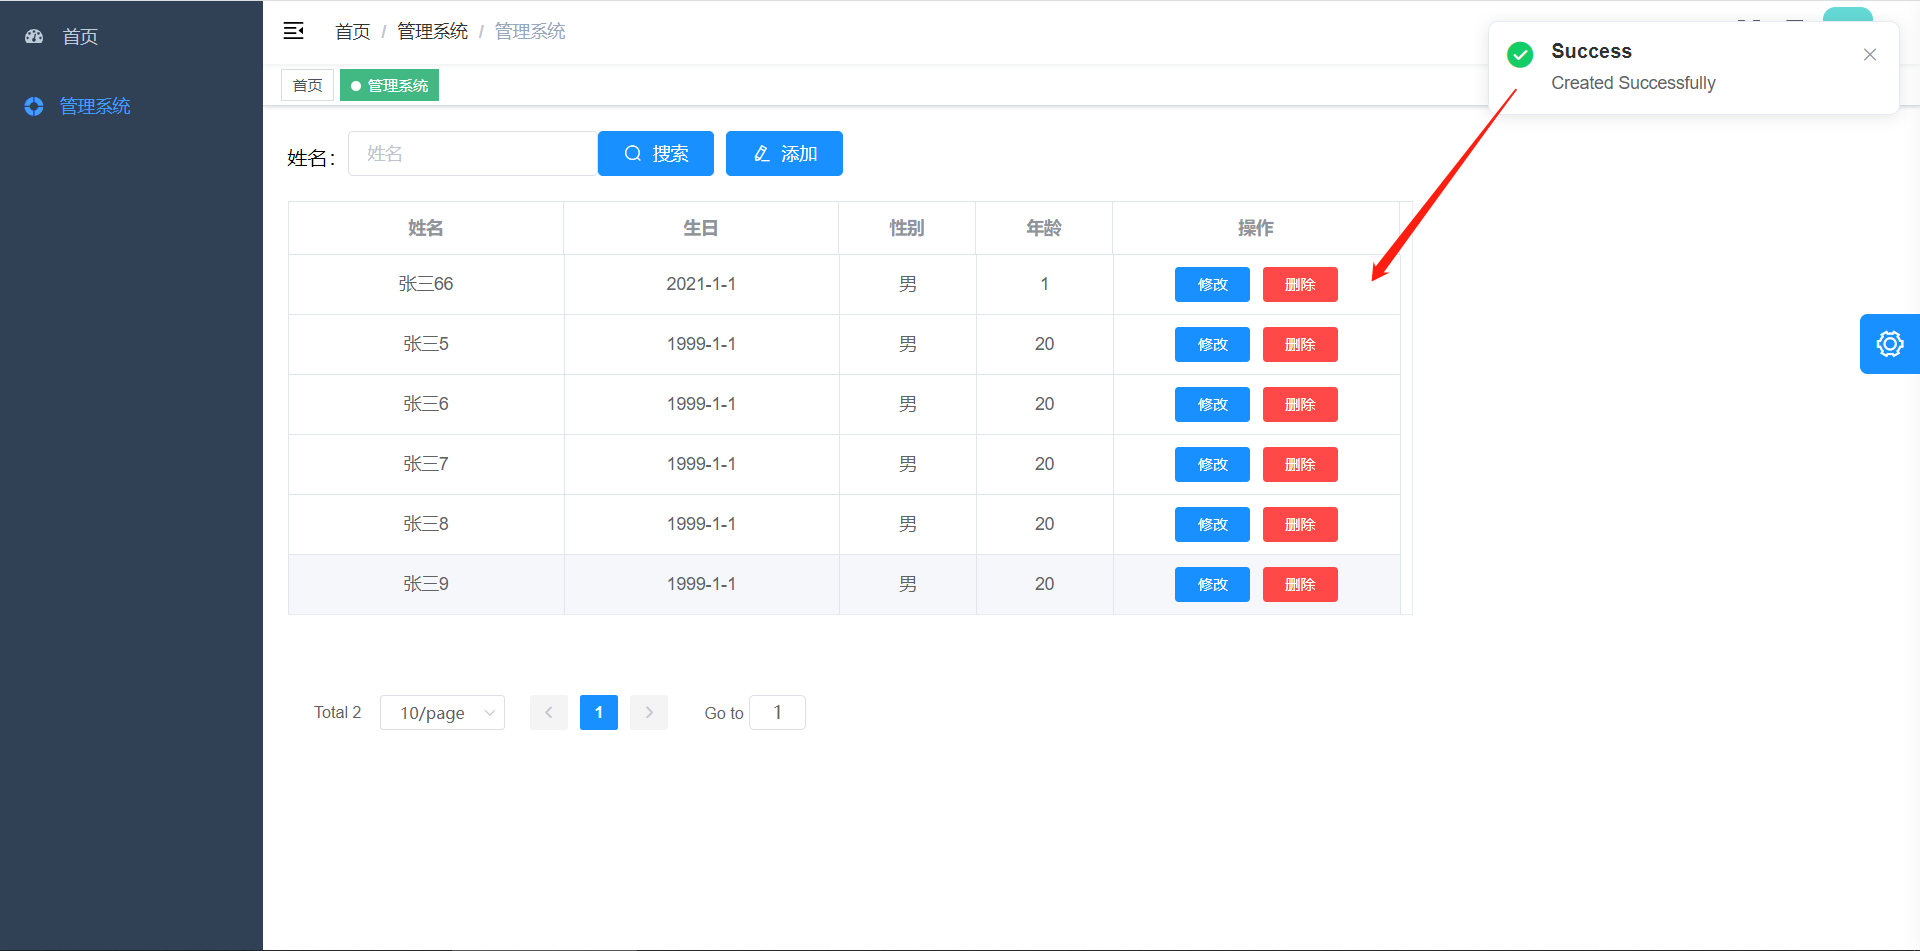 首页
管理系统
首页 / 管理系统 / 管理系统
首页
管理系统
Success
Created Successfully
姓名：
姓名
搜索
添加
姓名 生日 性别 年龄 操作
张三66 2021-1-1 男 1 修改 删除
张三5 1999-1-1 男 20 修改 删除
张三6 1999-1-1 男 20 修改 删除
张三7 1999-1-1 男 20 修改 删除
张三8 1999-1-1 男 20 修改 删除
张三9 1999-1-1 男 20 修改 删除
Total 2 10/page 1 Go to 1